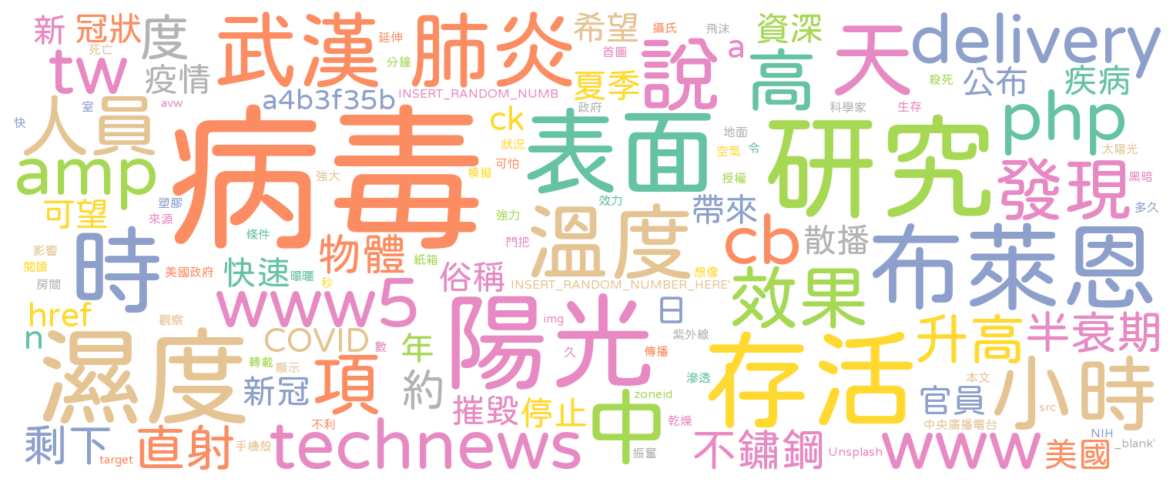 新 冠狀 度 武漢 肺炎 希望 說 a 資深 天 delivery
死亡 延伸 分鐘 首圖 飛沫 攝氏
tw 疫情 a4b3f35b INSERT_RANDOM_NUMB 夏季 高 殺死 公布 疾病
室 avw 政府 科學家 生存
快 人員 病毒 ck 表面 地面 研究 php
狀況 空氣 令 太陽光
amp 強大 模擬 可怕 授權 發現 黑暗
可望 塑膠 來源 效力 強力 帶來 多久
時 條件 物體 紙箱 俗稱 門把 溫度 cb 散播 布萊恩
影響 閱讀 房間 美國政府 快速 曝曬 秒 想像
INSERT_RANDOM_NUMBER_HERE'
href www5 陽光 日 效果
n 觀察 COVID img 紫外線 升高 半衰期
濕度 轉載 顯示 數 年 久 傳播 存活
新冠 項 約 滲透 本文 小時
摧毀 停止 中 zoneid 乾燥 官員 src
剩下 直射 不利 手機殼 technews 振奮 不鏽鋼 www 中央廣播電台 NIH 美國
target Unsplash _blank'